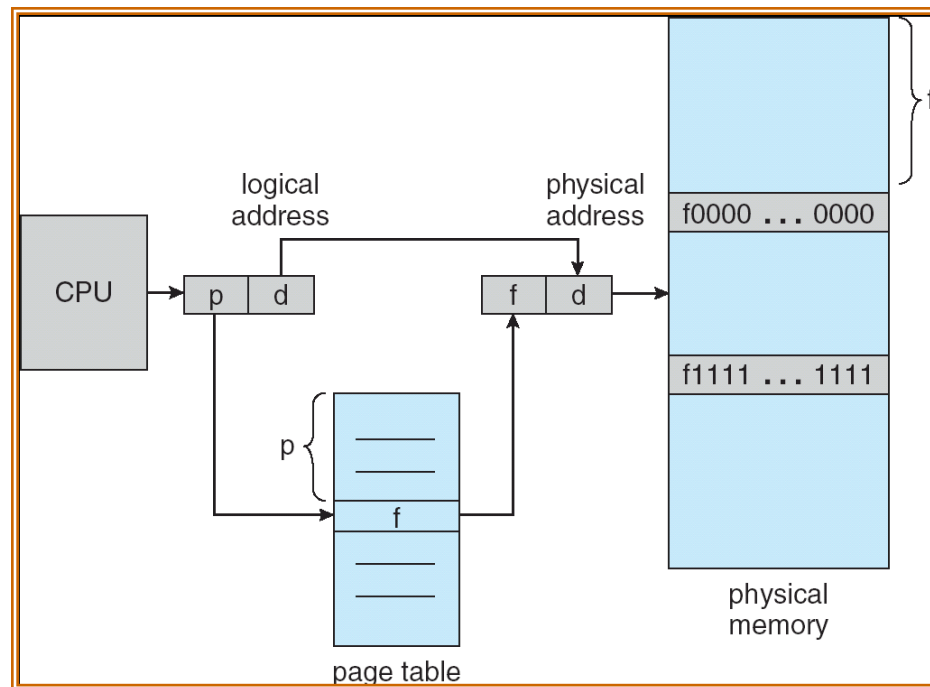 logical
address
physical
address
f
f0000 ... 0000
CPU
p
d
f
d
f1111 ... 1111
p
f
physical
memory
page table